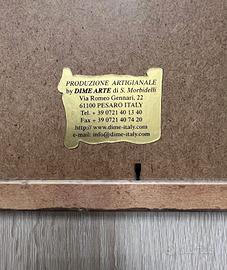 PRODUZIONE ARTIGIANALE
by DIME ARTE di S. Morbidelli
Via Romeo Gennari, 22
61100 PESARO ITALY
Tel. + 39 0721 40 13 40
Fax + 39 0721 40 74 20
http:// www.dime-italy.com
e-mail: info@dime-italy.com
subito